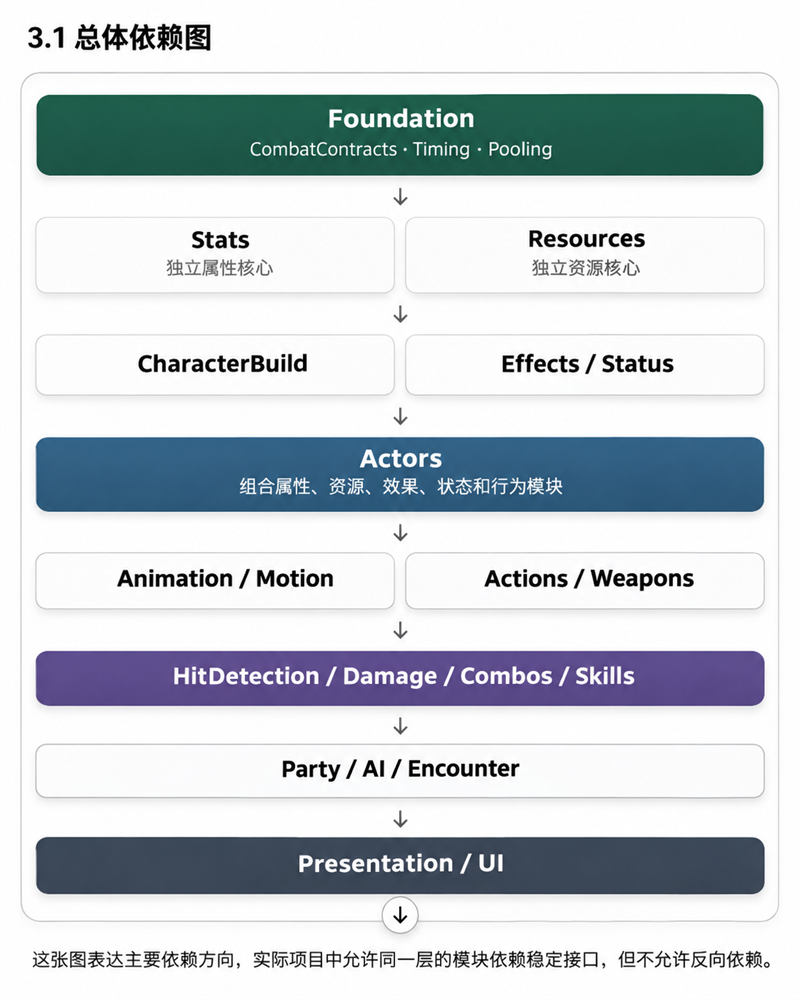 3.1 总体依赖图
Foundation
CombatContracts · Timing · Pooling
↓
Stats
独立属性核心
Resources
独立资源核心
↓
CharacterBuild
Effects / Status
↓
Actors
组合属性、资源、效果、状态和行为模块
↓
Animation / Motion
Actions / Weapons
↓
HitDetection / Damage / Combos / Skills
↓
Party / AI / Encounter
↓
Presentation / UI
↓
这张图表达主要依赖方向，实际项目中允许同一层的模块依赖稳定接口，但不允许反向依赖。